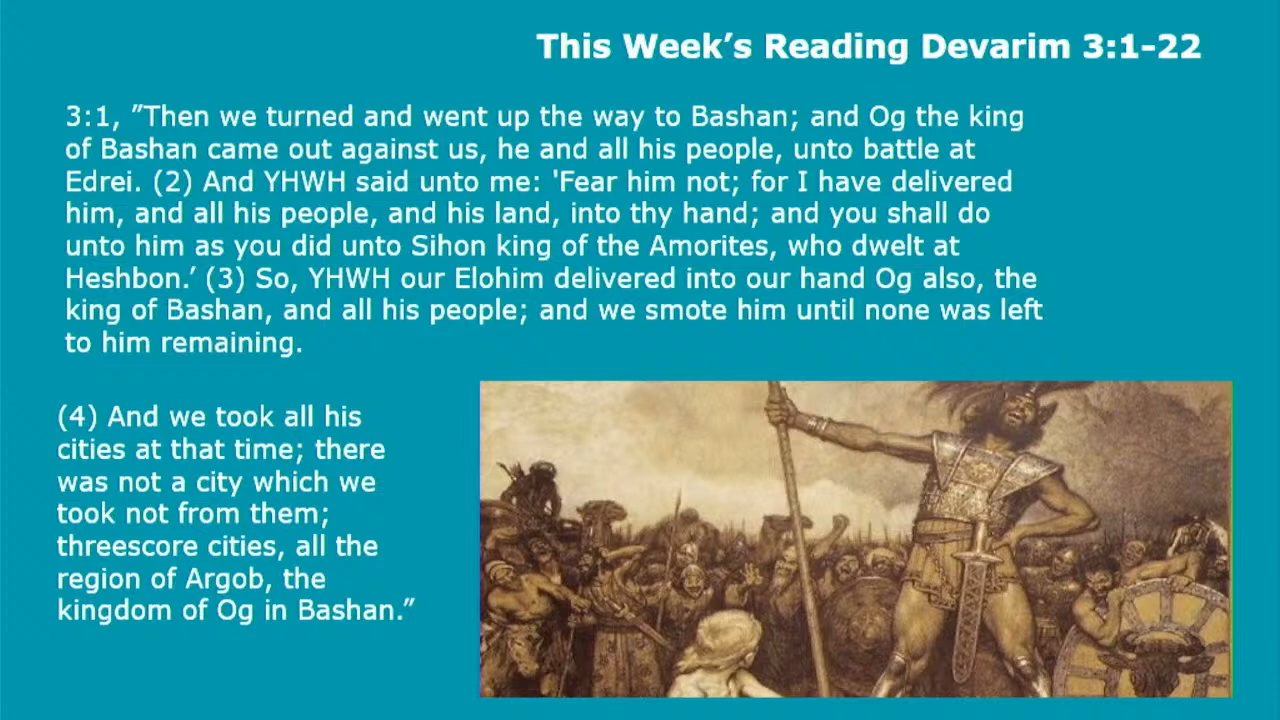 This Week’s Reading Devarim 3:1-22
3:1, ”Then we turned and went up the way to Bashan; and Og the king
of Bashan came out against us, he and all his people, unto battle at
Edrei. (2) And YHWH said unto me: 'Fear him not; for I have delivered
him, and all his people, and his land, into thy hand; and you shall do
unto him as you did unto Sihon king of the Amorites, who dwelt at
Heshbon.’ (3) So, YHWH our Elohim delivered into our hand Og also, the
king of Bashan, and all his people; and we smote him until none was left
to him remaining.
(4) And we took all his
cities at that time; there
was not a city which we
took not from them;
threescore cities, all the
region of Argob, the
kingdom of Og in Bashan.”